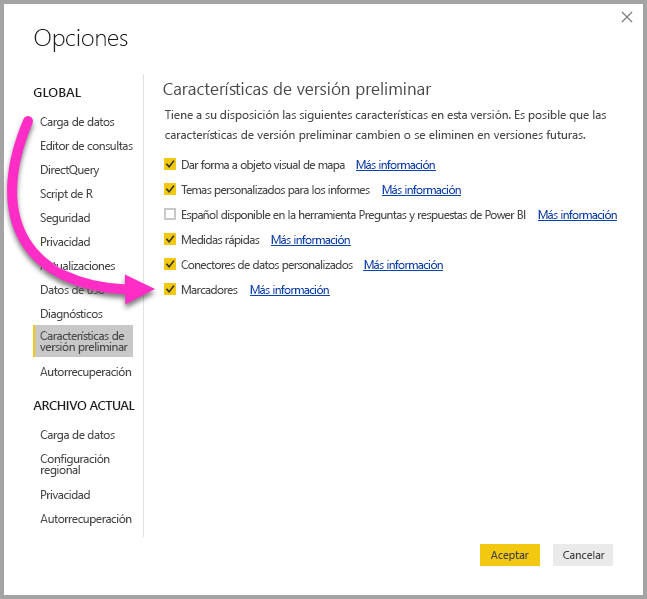 Opciones
GLOBAL
Carga de datos
Editor de consultas
DirectQuery
Script de R
Seguridad
Privacidad
Actualizaciones
Datos de uso
Diagnósticos
Características de
versión preliminar
Autorrecuperación
ARCHIVO ACTUAL
Carga de datos
Configuración
regional
Privacidad
Autorrecuperación
Características de versión preliminar
Tiene a su disposición las siguientes características en esta versión. Es posible que las
características de versión preliminar cambien o se eliminen en versiones futuras.
Dar forma a objeto visual de mapa Más información
Temas personalizados para los informes Más información
Español disponible en la herramienta Preguntas y respuestas de Power BI Más información
Medidas rápidas Más información
Conectores de datos personalizados Más información
Marcadores Más información
Aceptar Cancelar